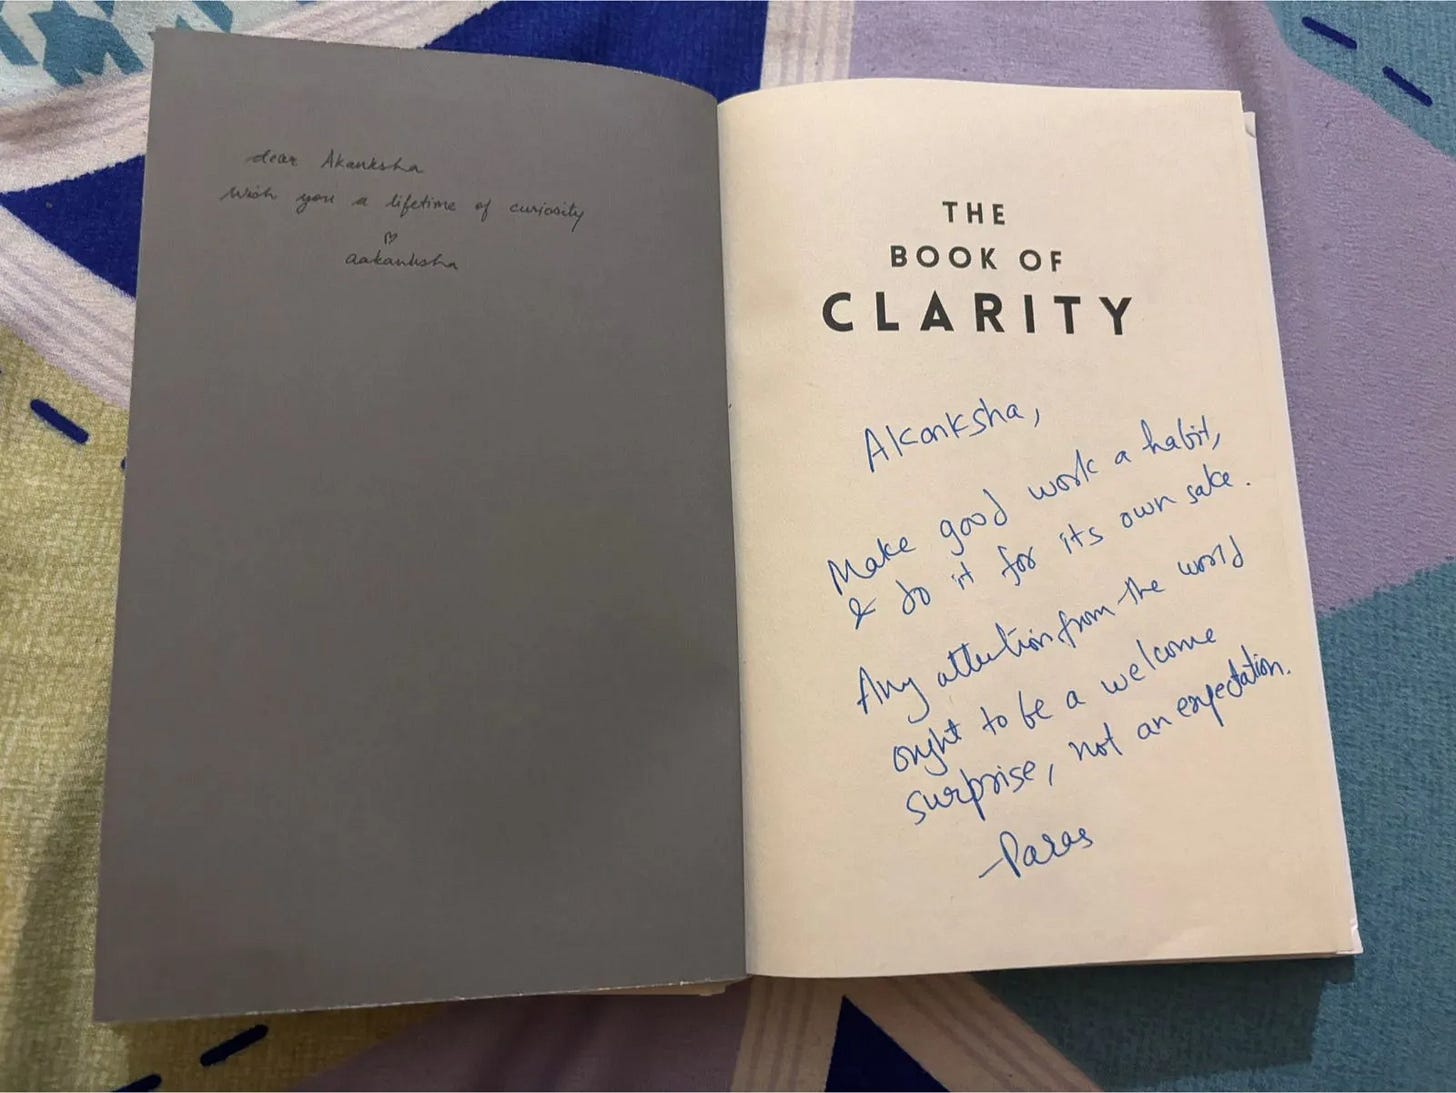 dear Akanksha
Wish you a lifetime of curiosity
♡
aakanksha
THE
BOOK OF
CLARITY
Akanksha,
Make good work a habit,
& do it for its own sake.
Any attention from the world
ought to be a welcome
surprise, not an expectation.
-Paras